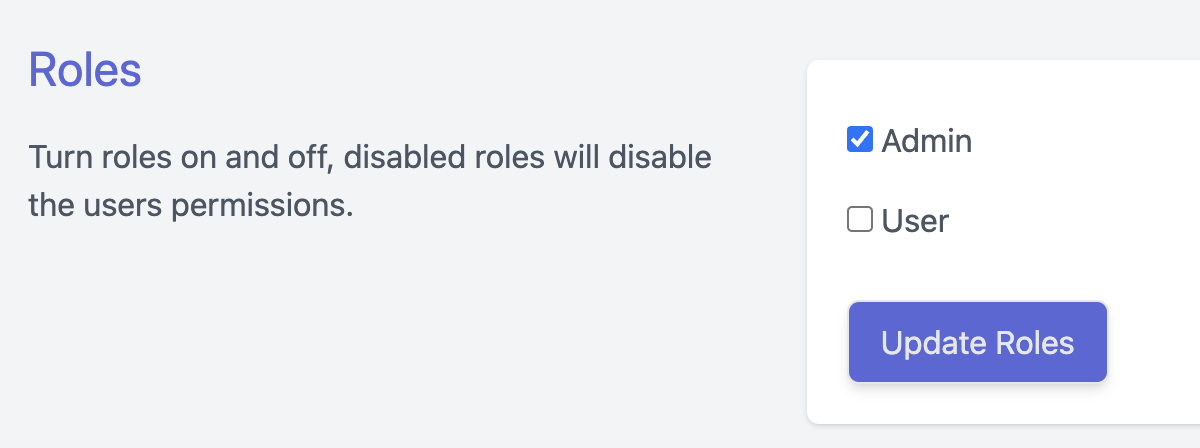 Roles
Turn roles on and off, disabled roles will disable
the users permissions.
Admin
User
Update Roles